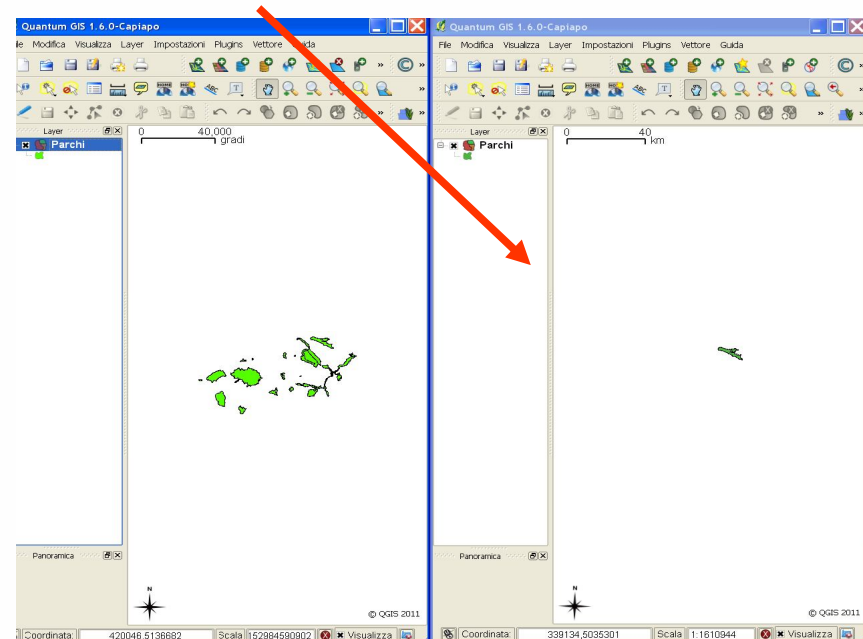 Quantum GIS 1.6.0-Capiapo
Modifica Visualizza Layer Impostazioni Plugins Vettore Guida
Layer
Parchi
0 40,000
gradi
Panoramica
N
© QGIS 2011
Coordinata: 420046,5136682 Scala 152984590902 Visualizza
Quantum GIS 1.6.0-Capiapo
File Modifica Visualizza Layer Impostazioni Plugins Vettore Guida
Layer
Parchi
0 40
km
Panoramica
N
© QGIS 2011
Coordinata: 339134,5035301 Scala 1:1610944 Visualizza